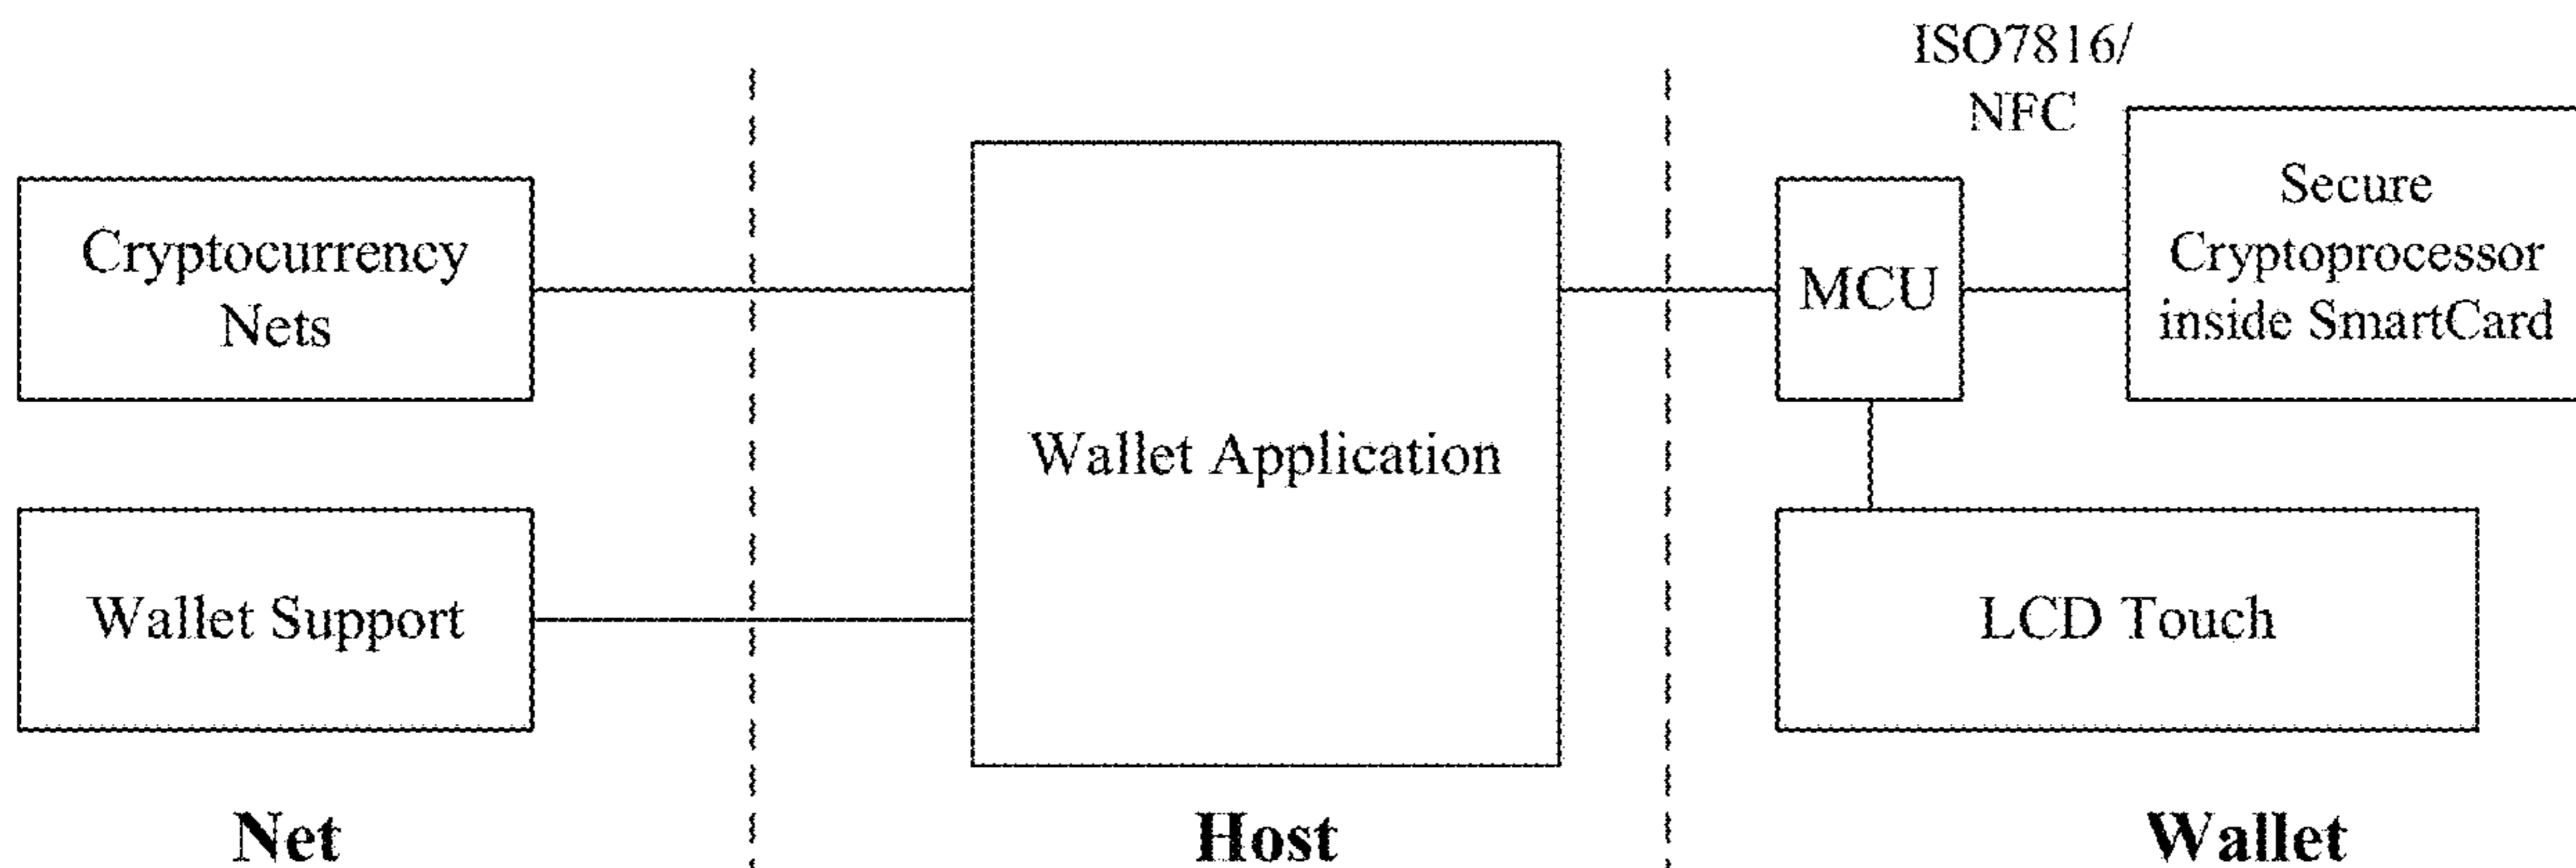 ISO7816/
NFC
Cryptocurrency
Nets
Wallet Support
Net
Wallet Application
Host
MCU
Secure
Cryptoprocessor
inside SmartCard
LCD Touch
Wallet